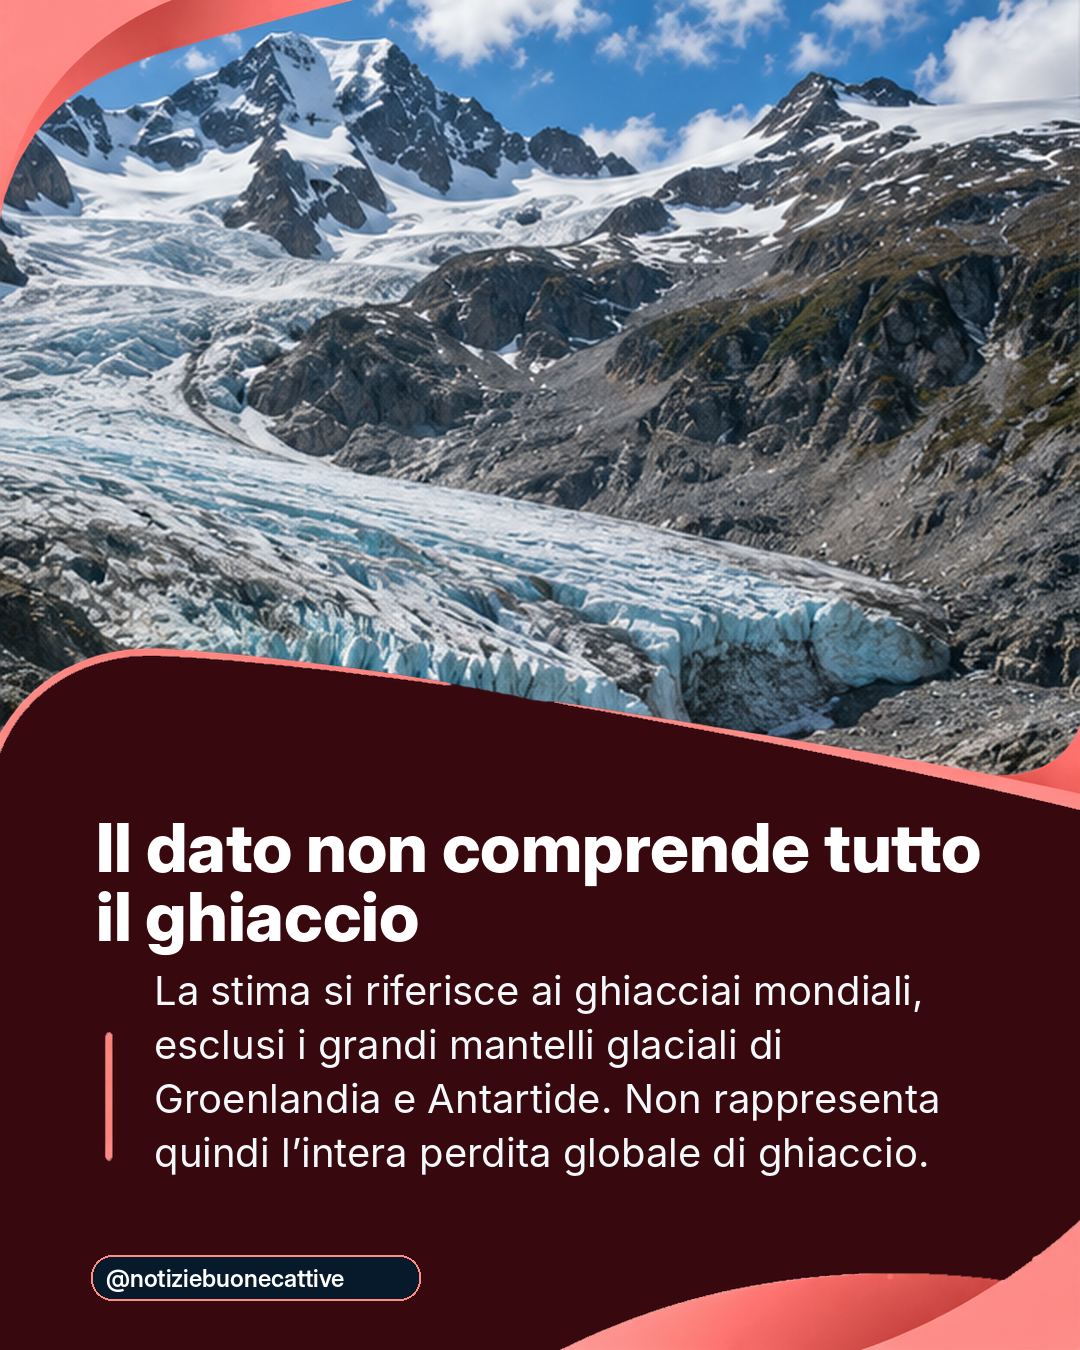 Il dato non comprende tutto
il ghiaccio
La stima si riferisce ai ghiacciai mondiali,
esclusi i grandi mantelli glaciali di
Groenlandia e Antartide. Non rappresenta
quindi l’intera perdita globale di ghiaccio.
@notiziebuonecattive